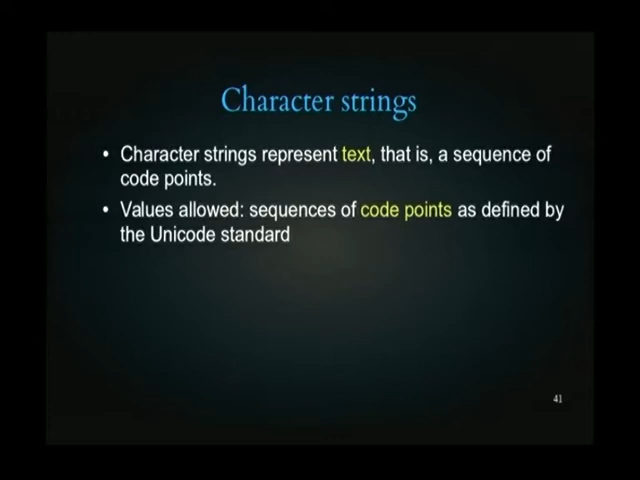 Character strings
• Character strings represent text, that is, a sequence of
code points.
• Values allowed: sequences of code points as defined by
the Unicode standard
41